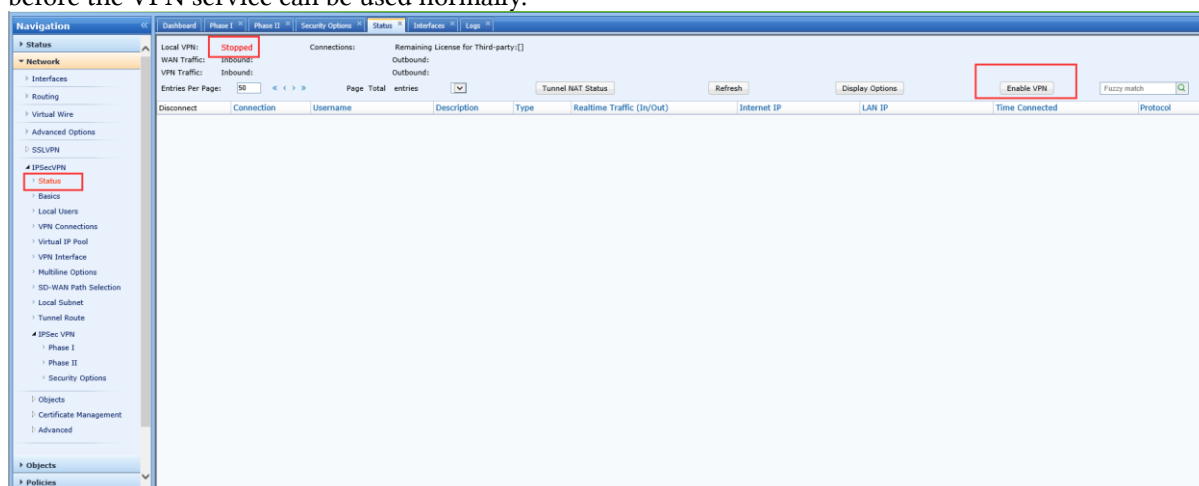 before the VPN service can be used normally.
Navigation
Dashboard Phase I Phase II Security Options Status Interfaces Logs
Status
Network
Interfaces
Routing
Virtual Wire
Advanced Options
SSLVPN
IPSecVPN
Status
Basics
Local Users
VPN Connections
Virtual IP Pool
VPN Interface
Multiline Options
SD-WAN Path Selection
Local Subnet
Tunnel Route
IPSec VPN
Phase I
Phase II
Security Options
Objects
Certificate Management
Advanced
Objects
Policies
Local VPN: Stopped Connections: Remaining License for Third-party:[]
WAN Traffic: Inbound: Outbound:
VPN Traffic: Inbound: Outbound:
Entries Per Page: 50 « ‹ › » Page Total entries Tunnel NAT Status Refresh Display Options Enable VPN Fuzzy match
Disconnect Connection Username Description Type Realtime Traffic (In/Out) Internet IP LAN IP Time Connected Protocol